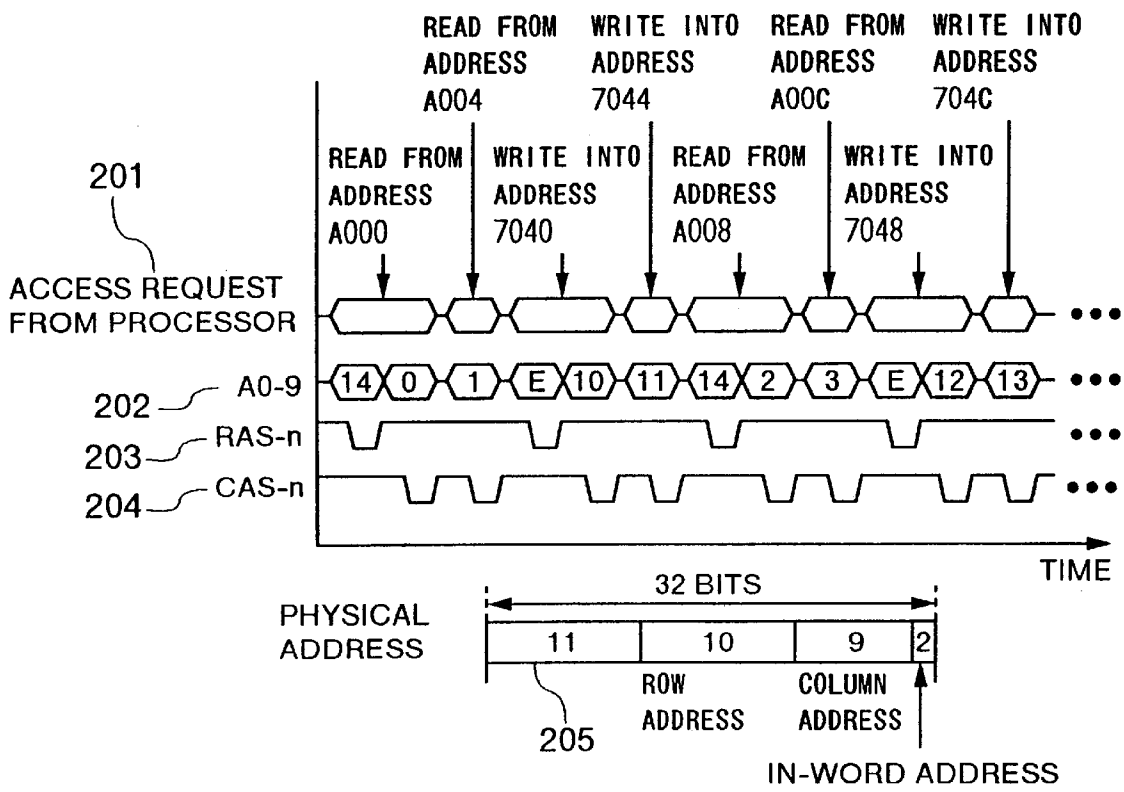 READ FROM WRITE INTO READ FROM WRITE INTO
ADDRESS ADDRESS ADDRESS ADDRESS
A004 7044 A00C 704C
READ FROM WRITE INTO READ FROM WRITE INTO
ADDRESS ADDRESS ADDRESS ADDRESS
A000 7040 A008 7048
201
ACCESS REQUEST
FROM PROCESSOR
•••
A0-9 14 0 1 E 10 11 14 2 3 E 12 13 •••
202
RAS-n •••
203
CAS-n •••
204
TIME
32 BITS
PHYSICAL
ADDRESS
11 10 9 2
ROW COLUMN
ADDRESS ADDRESS
205
IN-WORD ADDRESS